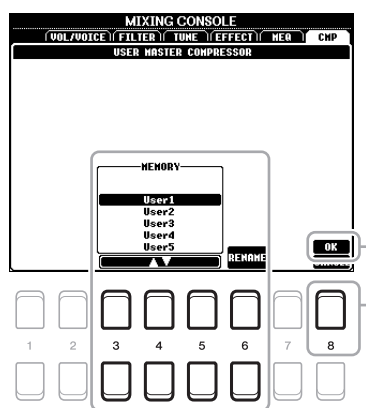 MIXING CONSOLE
VOL/VOICE FILTER TUNE EFFECT MEQ CMP
USER MASTER COMPRESSOR
MEMORY
User1
User2
User3
User4
User5
▲▼
RENAME
OK
1 2 3 4 5 6 7 8